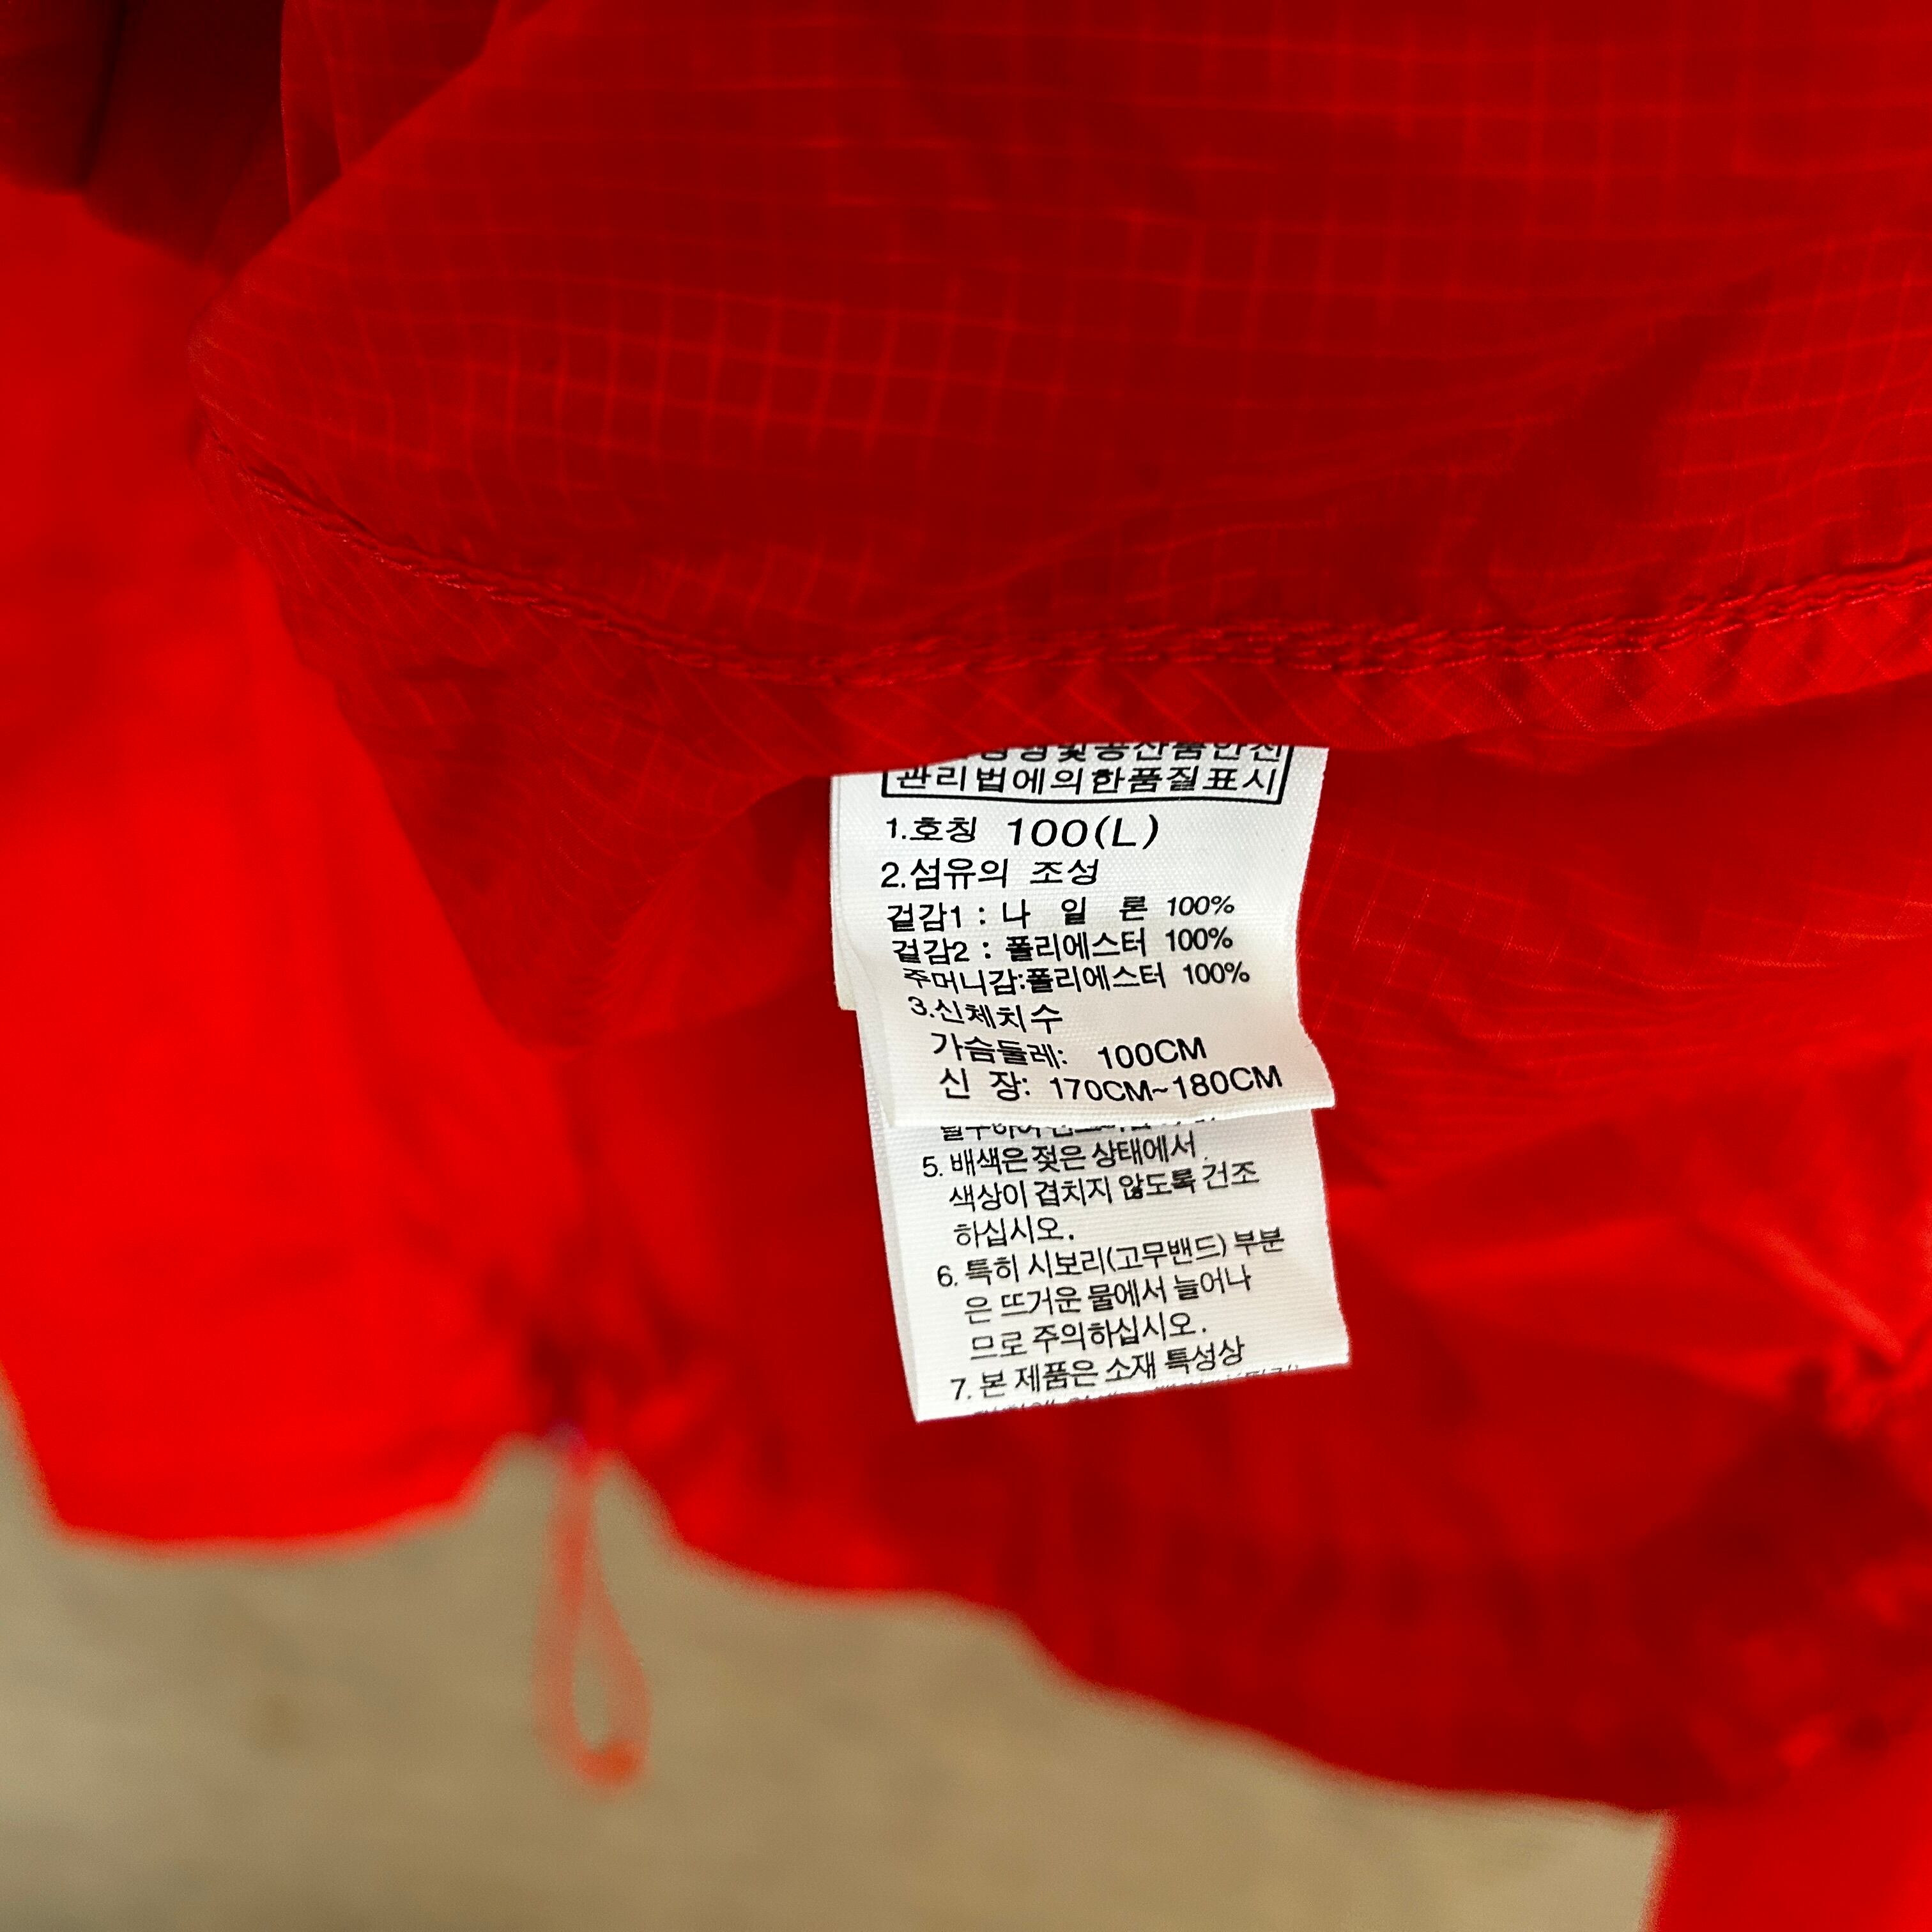 관리법에의한품질표시
1.호칭 100(L)
2.섬유의 조성
겉감1 : 나 일 론 100%
겉감2 : 폴리에스터 100%
주머니감:폴리에스터 100%
3.신체치수
가슴둘레: 100CM
신 장: 170CM~180CM
5. 배색은 젖은 상태에서
색상이 겹치지 않도록 건조
하십시오.
6. 특히 시보리(고무밴드) 부분
은 뜨거운 물에서 늘어나
므로 주의하십시오.
7. 본 제품은 소재 특성상